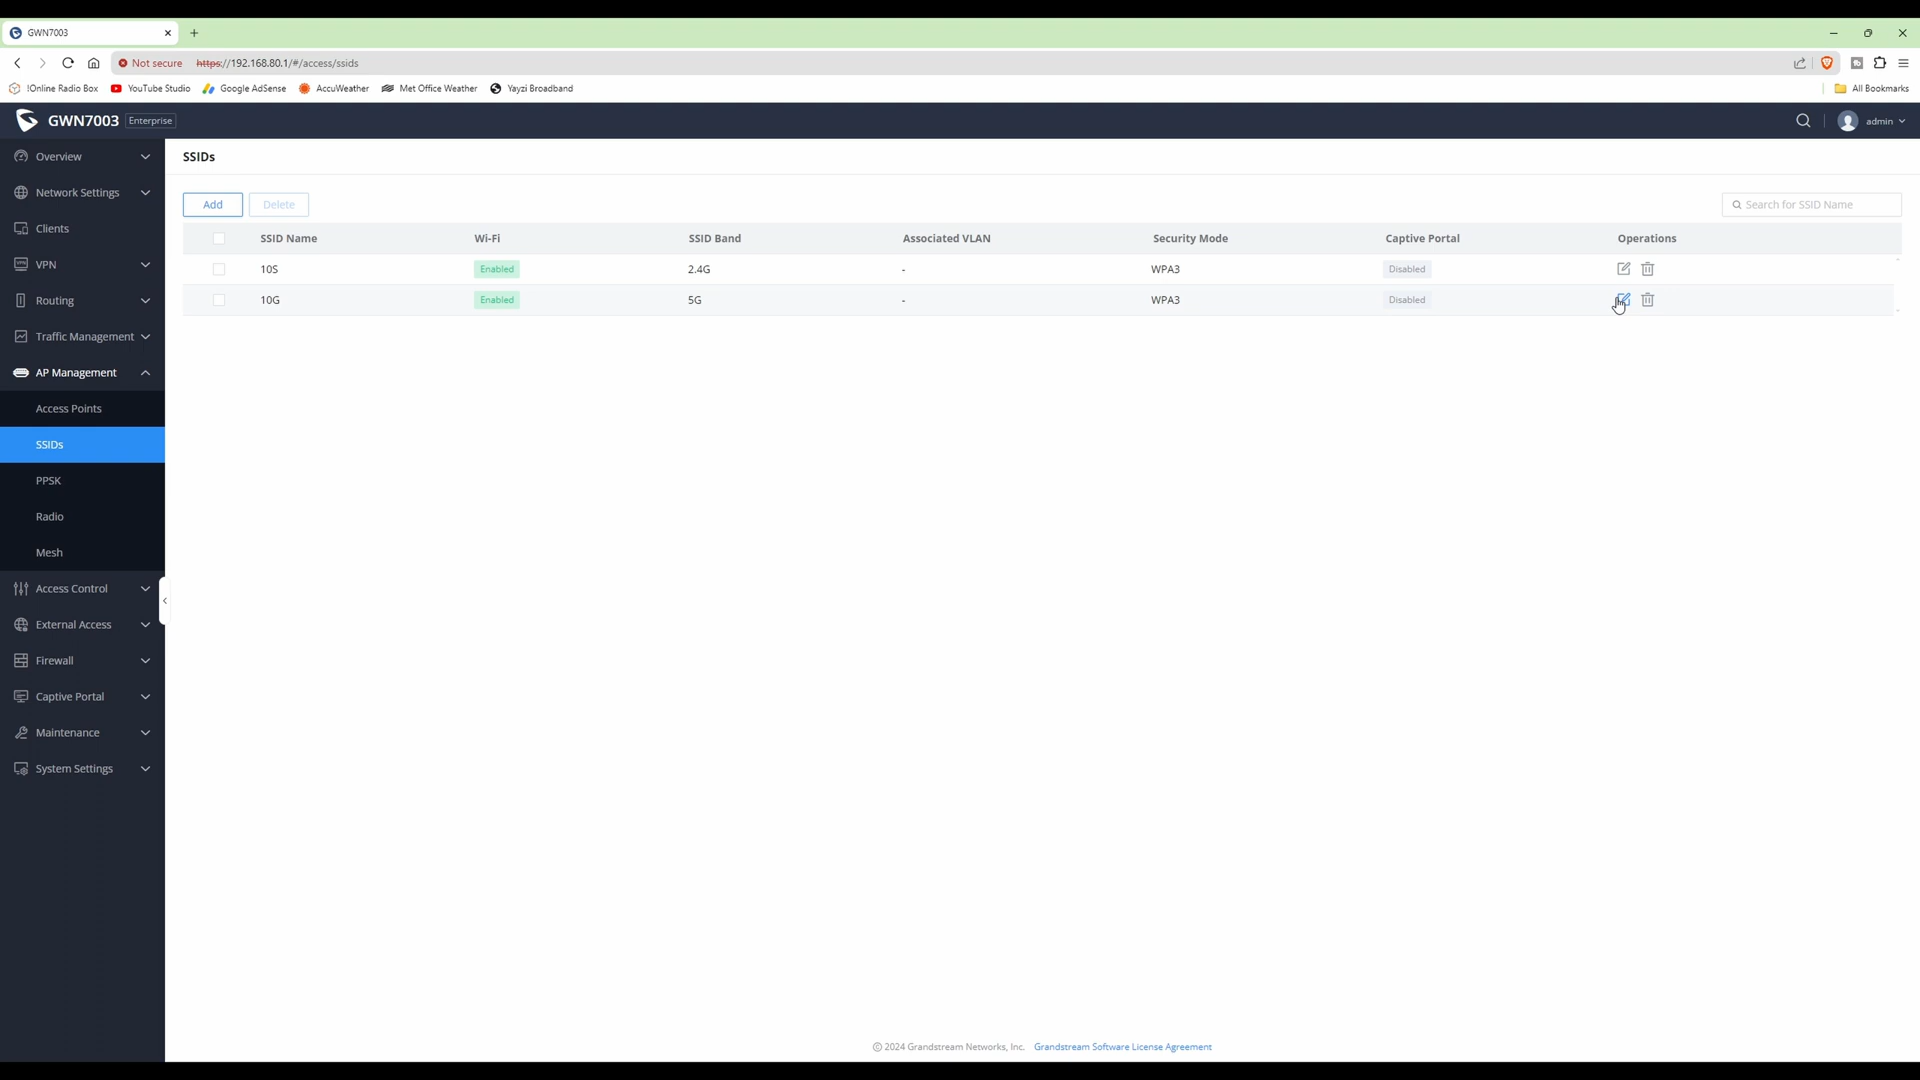 GWN7003
Not secure https://192.168.80.1/#/access/ssids
!Online Radio Box YouTube Studio Google AdSense AccuWeather Met Office Weather Yayzi Broadband All Bookmarks
GWN7003 Enterprise admin
Overview
Network Settings
Clients
VPN
Routing
Traffic Management
AP Management
Access Points
SSIDs
PPSK
Radio
Mesh
Access Control
External Access
Firewall
Captive Portal
Maintenance
System Settings
SSIDs
Add Delete Search for SSID Name
SSID Name Wi-Fi SSID Band Associated VLAN Security Mode Captive Portal Operations
10S Enabled 2.4G - WPA3 Disabled
10G Enabled 5G - WPA3 Disabled
© 2024 Grandstream Networks, Inc. Grandstream Software License Agreement